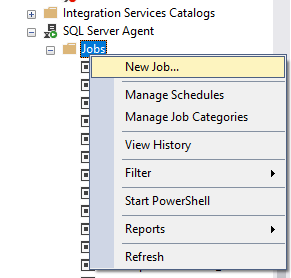 Integration Services Catalogs
SQL Server Agent
Jobs
New Job...
Manage Schedules
Manage Job Categories
View History
Filter
Start PowerShell
Reports
Refresh